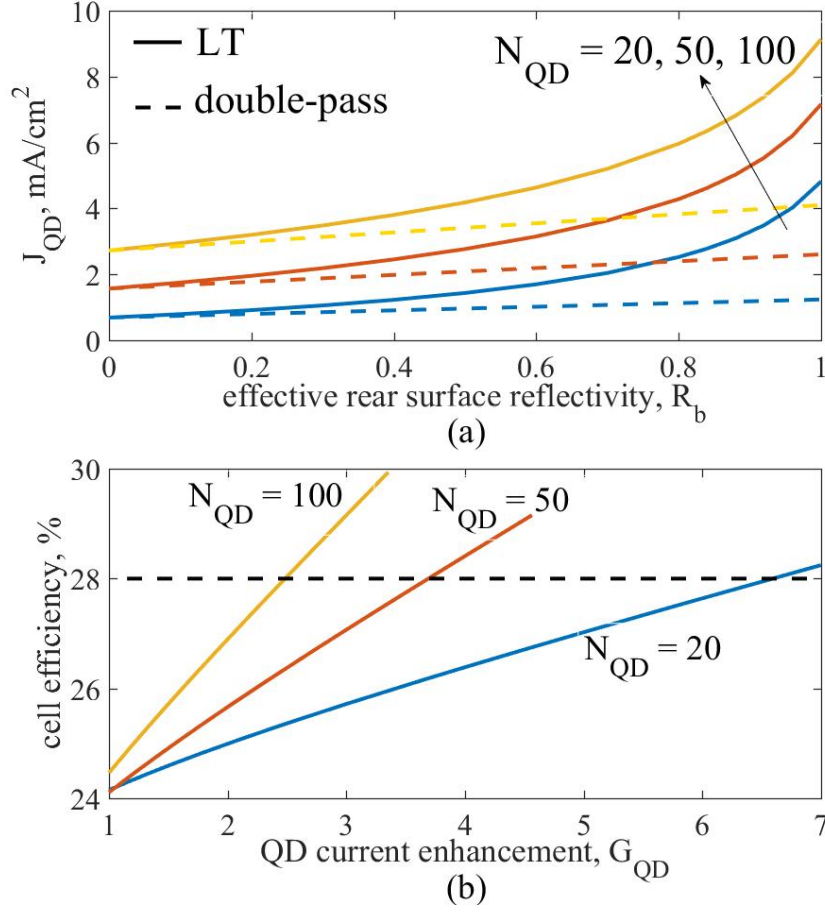 10
8
6
4
2
0
J_QD, mA/cm^2
LT
double-pass
N_QD = 20, 50, 100
0 0.2 0.4 0.6 0.8 1
effective rear surface reflectivity, R_b
(a)
30
28
26
24
cell efficiency, %
N_QD = 100
N_QD = 50
N_QD = 20
1 2 3 4 5 6 7
QD current enhancement, G_QD
(b)